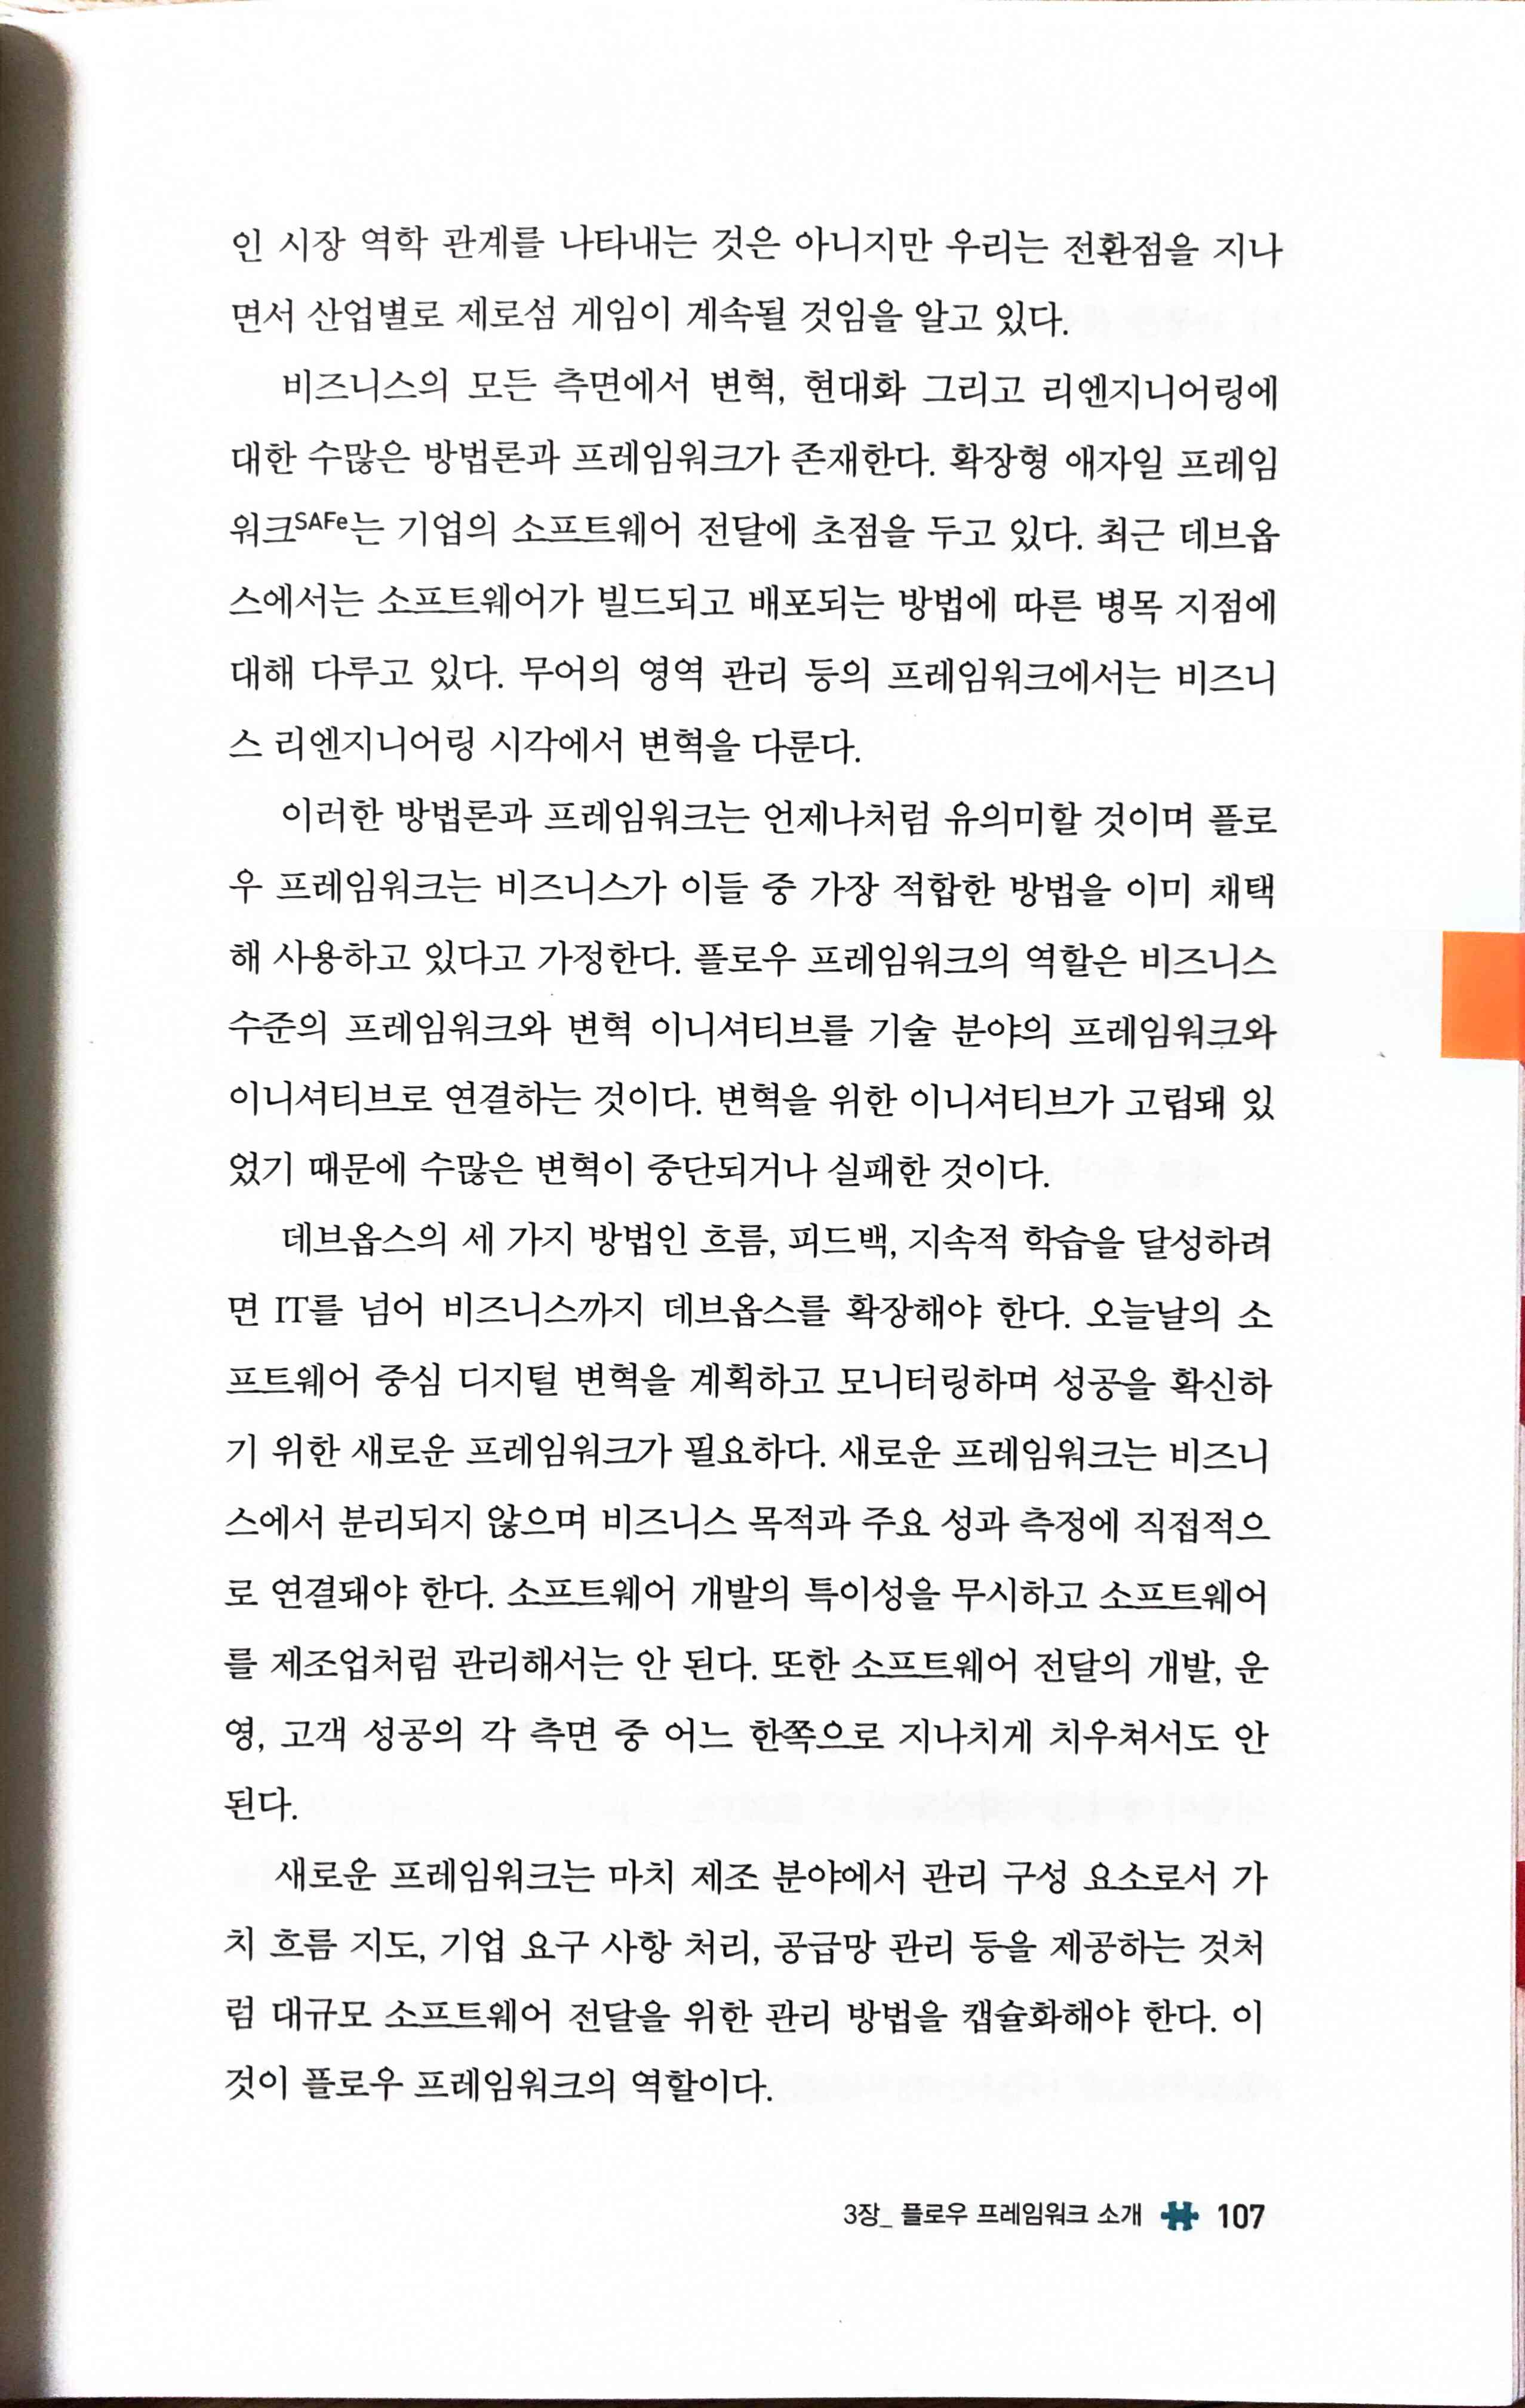 인 시장 역학 관계를 나타내는 것은 아니지만 우리는 전환점을 지나
면서 산업별로 제로섬 게임이 계속될 것임을 알고 있다.
비즈니스의 모든 측면에서 변혁, 현대화 그리고 리엔지니어링에
대한 수많은 방법론과 프레임워크가 존재한다. 확장형 애자일 프레임
워크SAFe는 기업의 소프트웨어 전달에 초점을 두고 있다. 최근 데브옵
스에서는 소프트웨어가 빌드되고 배포되는 방법에 따른 병목 지점에
대해 다루고 있다. 무어의 영역 관리 등의 프레임워크에서는 비즈니
스 리엔지니어링 시각에서 변혁을 다룬다.
이러한 방법론과 프레임워크는 언제나처럼 유의미할 것이며 플로
우 프레임워크는 비즈니스가 이들 중 가장 적합한 방법을 이미 채택
해 사용하고 있다고 가정한다. 플로우 프레임워크의 역할은 비즈니스
수준의 프레임워크와 변혁 이니셔티브를 기술 분야의 프레임워크와
이니셔티브로 연결하는 것이다. 변혁을 위한 이니셔티브가 고립돼 있
었기 때문에 수많은 변혁이 중단되거나 실패한 것이다.
데브옵스의 세 가지 방법인 흐름, 피드백, 지속적 학습을 달성하려
면 IT를 넘어 비즈니스까지 데브옵스를 확장해야 한다. 오늘날의 소
프트웨어 중심 디지털 변혁을 계획하고 모니터링하며 성공을 확신하
기 위한 새로운 프레임워크가 필요하다. 새로운 프레임워크는 비즈니
스에서 분리되지 않으며 비즈니스 목적과 주요 성과 측정에 직접적으
로 연결돼야 한다. 소프트웨어 개발의 특이성을 무시하고 소프트웨어
를 제조업처럼 관리해서는 안 된다. 또한 소프트웨어 전달의 개발, 운
영, 고객 성공의 각 측면 중 어느 한쪽으로 지나치게 치우쳐서도 안
된다.
새로운 프레임워크는 마치 제조 분야에서 관리 구성 요소로서 가
치 흐름 지도, 기업 요구 사항 처리, 공급망 관리 등을 제공하는 것처
럼 대규모 소프트웨어 전달을 위한 관리 방법을 캡슐화해야 한다. 이
것이 플로우 프레임워크의 역할이다.
3장_ 플로우 프레임워크 소개 107